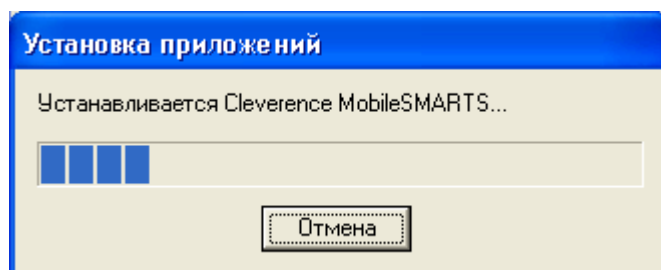 Установка приложений
Устанавливается Cleverence MobileSMARTS...
Отмена